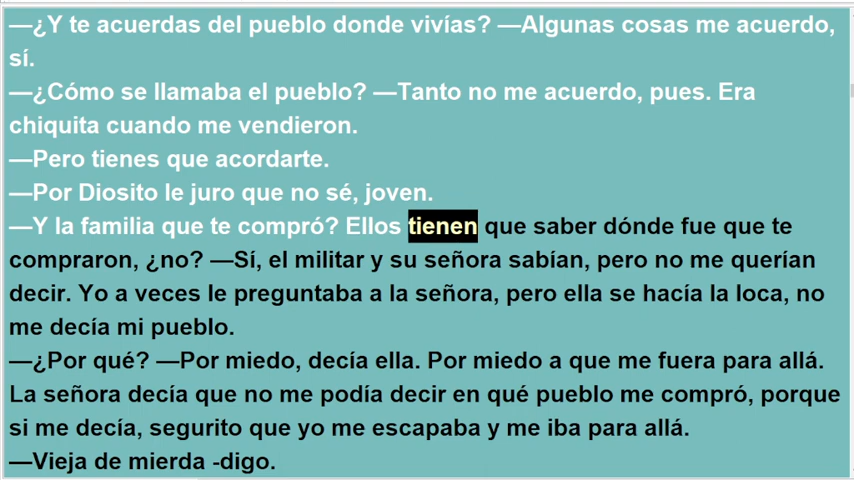 —¿Y te acuerdas del pueblo donde vivías? —Algunas cosas me acuerdo,
sí.
—¿Cómo se llamaba el pueblo? —Tanto no me acuerdo, pues. Era
chiquita cuando me vendieron.
—Pero tienes que acordarte.
—Por Diosito le juro que no sé, joven.
—Y la familia que te compró? Ellos tienen que saber dónde fue que te
compraron, ¿no? —Sí, el militar y su señora sabían, pero no me querían
decir. Yo a veces le preguntaba a la señora, pero ella se hacía la loca, no
me decía mi pueblo.
—¿Por qué? —Por miedo, decía ella. Por miedo a que me fuera para allá.
La señora decía que no me podía decir en qué pueblo me compró, porque
si me decía, segurito que yo me escapaba y me iba para allá.
—Vieja de mierda -digo.